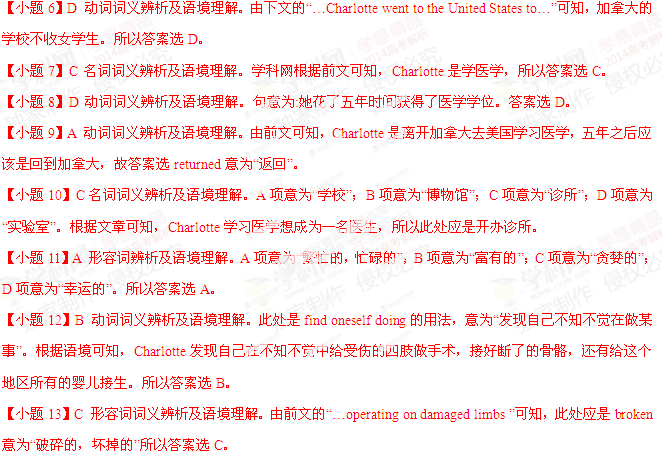 【小题 6】D 动词词义辨析及语境理解。由下文的“…Charlotte went to the United States to…”可知，加拿大的
学校不收女学生。所以答案选 D。
【小题 7】C 名词词义辨析及语境理解。学科网根据前文可知，Charlotte 是学医学，所以答案选 C。
【小题 8】D 动词词义辨析及语境理解。句意为:她花了五年时间获得了医学学位。答案选 D。
【小题 9】A 动词词义辨析及语境理解。由前文可知，Charlotte 是离开加拿大去美国学习医学，五年之后应
该是回到加拿大，故答案选 returned 意为“返回”。
【小题 10】C 名词词义辨析及语境理解。A 项意为“学校”；B 项意为“博物馆”；C 项意为“诊所”；D 项意为
“实验室”。根据文章可知，Charlotte 学习医学想成为一名医生，所以此处应是开办诊所。
【小题 11】A 形容词词义辨析及语境理解。A 项意为“繁忙的，忙碌的”；B 项意为“富有的”；C 项意为“贪婪的”；
D 项意为“幸运的”。所以答案选 A。
【小题 12】B 动词词义辨析及语境理解。此处是 find oneself doing 的用法，意为“发现自己不知不觉在做某
事”。根据语境可知，Charlotte 发现自己在不知不觉中给受伤的四肢做手术，接好断了的骨骼，还有给这个
地区所有的婴儿接生。所以答案选 B。
【小题 13】C 形容词词义辨析及语境理解。由前文的“…operating on damaged limbs ”可知，此处应是 broken
意为“破碎的，坏掉的”所以答案选 C。